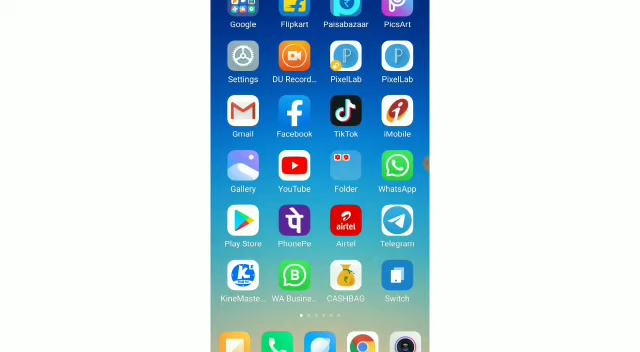 Google Flipkart Paisabazaar PicsArt
Settings DU Record... PixelLab PixelLab
Gmail Facebook TikTok iMobile
Gallery YouTube Folder WhatsApp
airtel
Play Store PhonePe Airtel Telegram
KineMaste... WA Busine... CASHBAG Switch